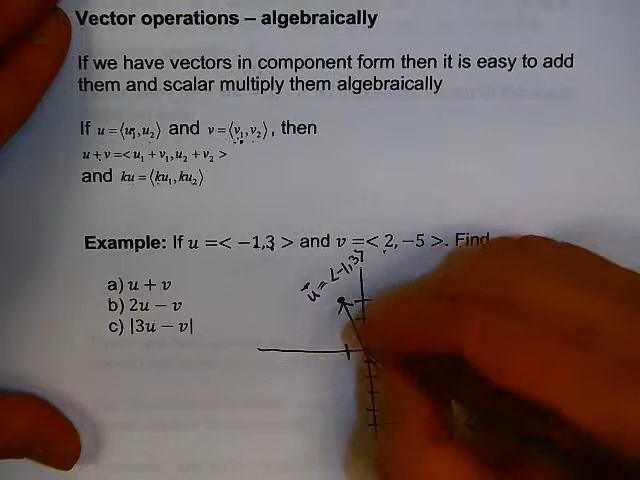 Vector operations – algebraically
If we have vectors in component form then it is easy to add
them and scalar multiply them algebraically
If u = ⟨u₁, u₂⟩ and v = ⟨v₁, v₂⟩, then
u + v = < u₁ + v₁, u₂ + v₂ >
and ku = ⟨ku₁, ku₂⟩
Example: If u =< −1,3 > and v =< 2, −5 >. Find
a) u + v
b) 2u − v
c) |3u − v|
u = <-1,3>